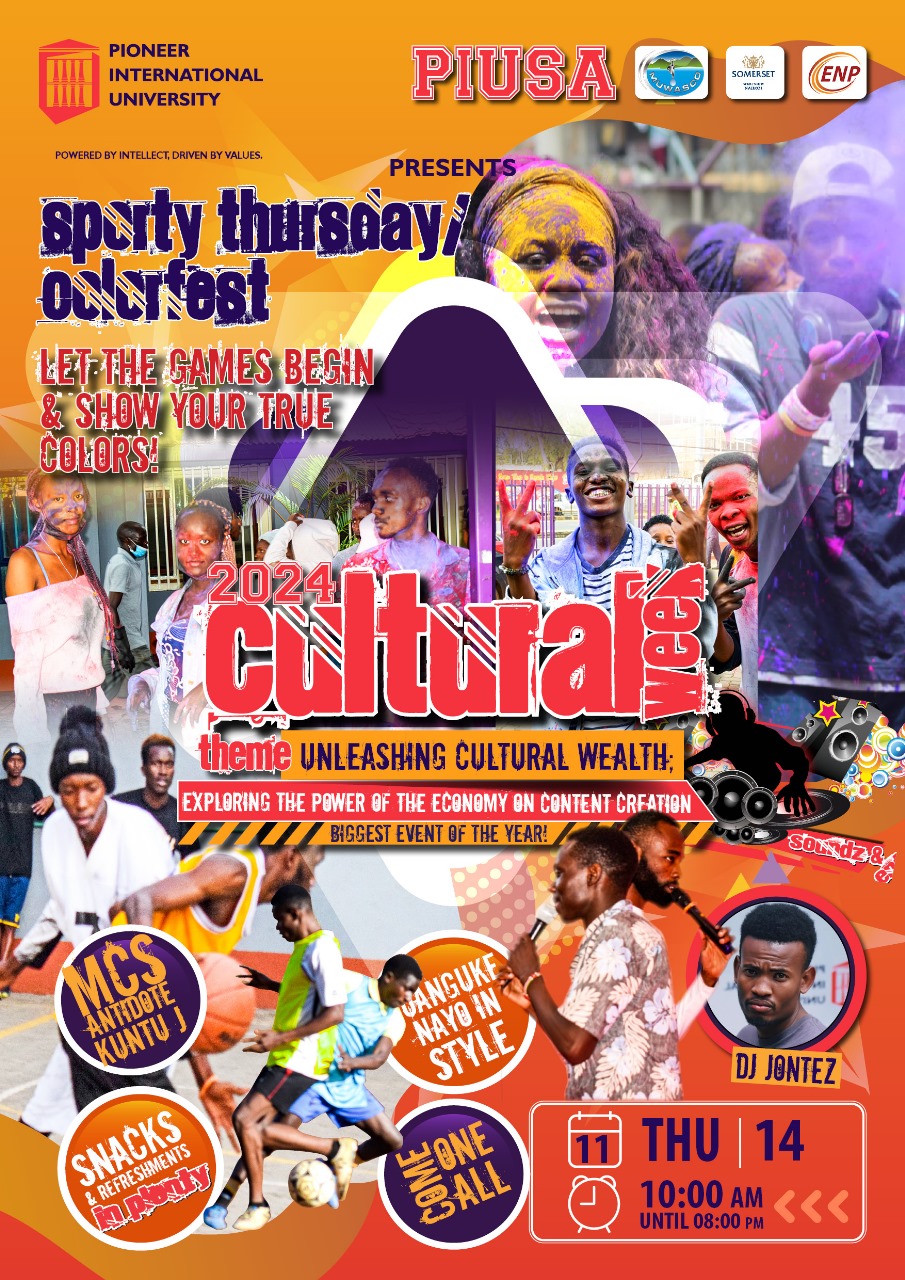 PIONEER
INTERNATIONAL
UNIVERSITY
POWERED BY INTELLECT, DRIVEN BY VALUES.
PIUSA
MUWASCO
SOMERSET
ENP
PRESENTS
sporty thursday/
colorfest
LET THE GAMES BEGIN
& SHOW YOUR TRUE
COLORS!
45
2024
cultural
week
theme UNLEASHING CULTURAL WEALTH;
EXPLORING THE POWER OF THE ECONOMY ON CONTENT CREATION
BIGGEST EVENT OF THE YEAR!
soundz &
MCS
ANTIDOTE
KUNTU J
NAYO IN
STYLE
DJ JONTEZ
SNACKS
& REFRESHMENTS
in plenty
COME
ONE
ALL
11 THU | 14
10:00 AM
UNTIL 08:00 PM